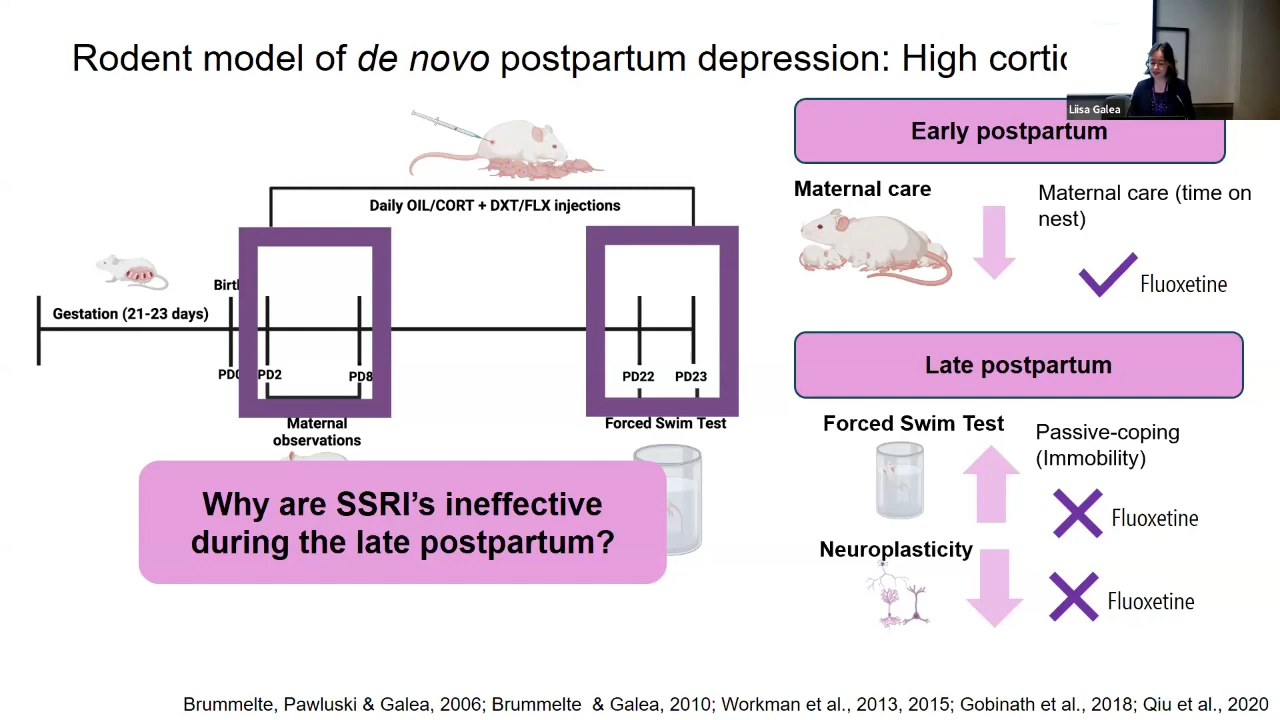 Rodent model of de novo postpartum depression: High
Liisa Galea
Daily OIL/CORT + DXT/FLX injections
Gestation (21-23 days)
PD2
PD8
PD22
PD23
Maternal
observations
Forced Swim Test
Why are SSRI’s ineffective
during the late postpartum?
Early postpartum
Maternal care
Maternal care (time on
nest)
Fluoxetine
Late postpartum
Forced Swim Test
Passive-coping
(Immobility)
Fluoxetine
Neuroplasticity
Fluoxetine
Brummelte, Pawluski & Galea, 2006; Brummelte & Galea, 2010; Workman et al., 2013, 2015; Gobinath et al., 2018; Qiu et al., 2020